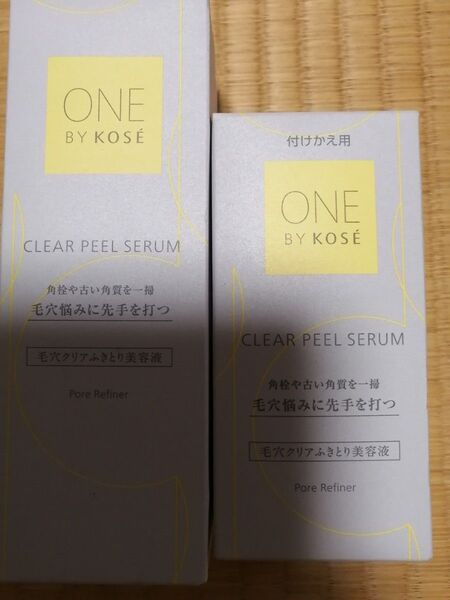 ONE
BY KOSÉ
CLEAR PEEL SERUM
角栓や古い角質を一掃
毛穴悩みに先手を打つ
毛穴クリアふきとり美容液
Pore Refiner
付けかえ用
ONE
BY KOSÉ
CLEAR PEEL SERUM
角栓や古い角質を一掃
毛穴悩みに先手を打つ
毛穴クリアふきとり美容液
Pore Refiner